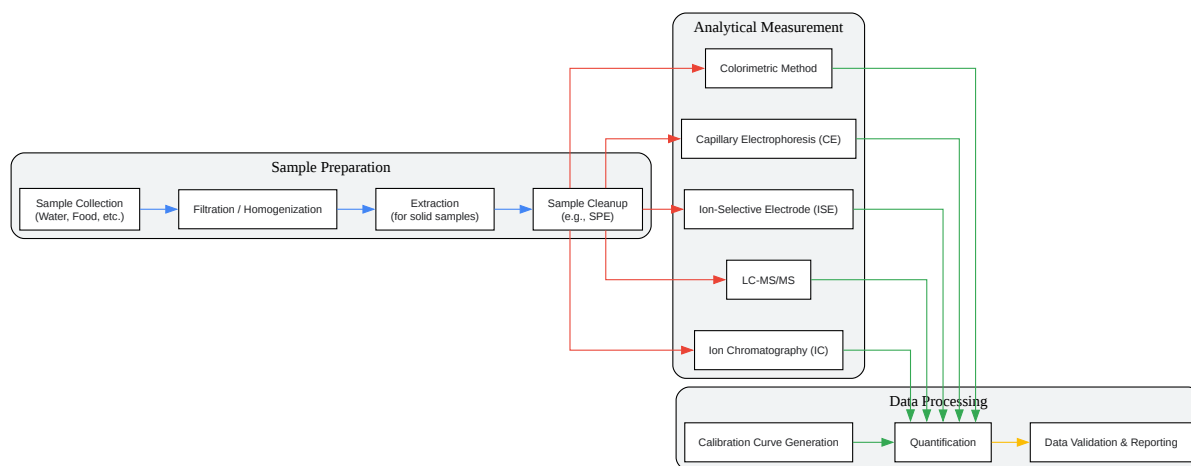 Analytical Measurement
Colorimetric Method
Capillary Electrophoresis (CE)
Sample Preparation
Sample Collection
(Water, Food, etc.)
Filtration / Homogenization
Extraction
(for solid samples)
Sample Cleanup
(e.g., SPE)
Ion-Selective Electrode (ISE)
LC-MS/MS
Ion Chromatography (IC)
Data Processing
Calibration Curve Generation
Quantification
Data Validation & Reporting